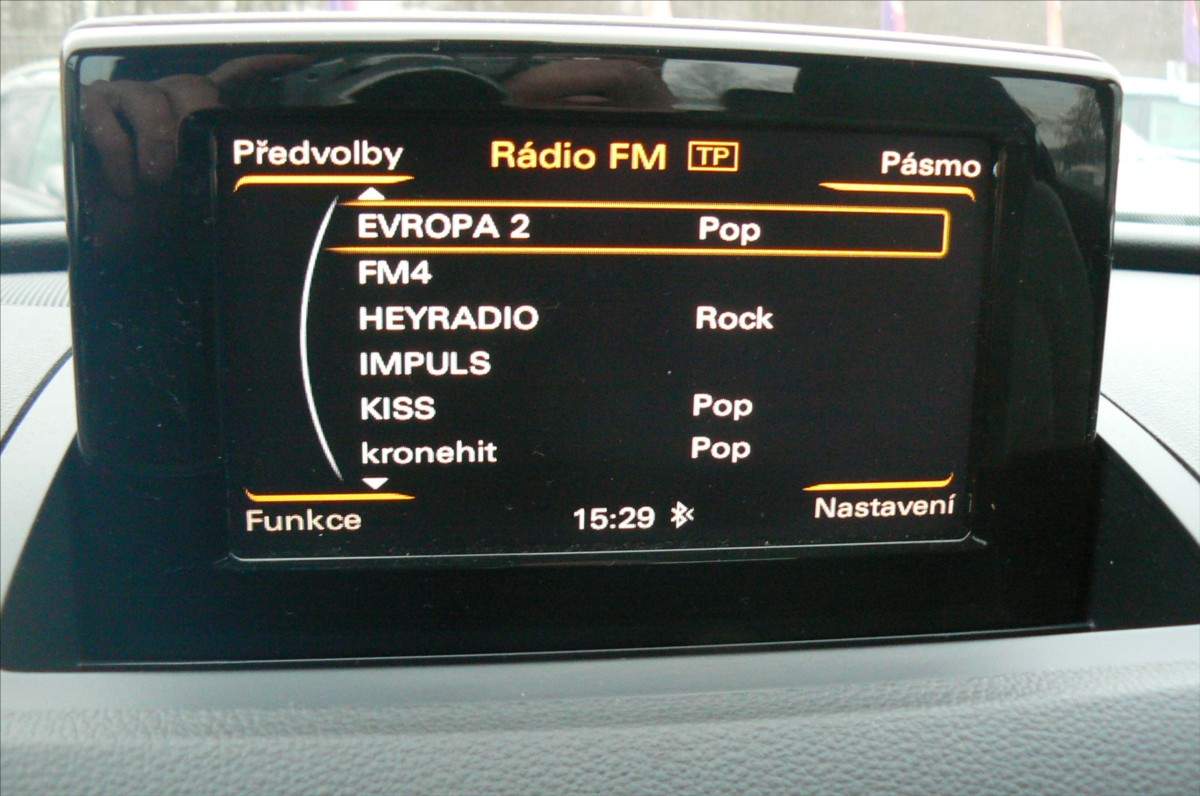 Předvolby Rádio FM TP Pásmo
EVROPA 2 Pop
FM4
HEYRADIO Rock
IMPULS
KISS Pop
kronehit Pop
Funkce 15:29 Nastavení